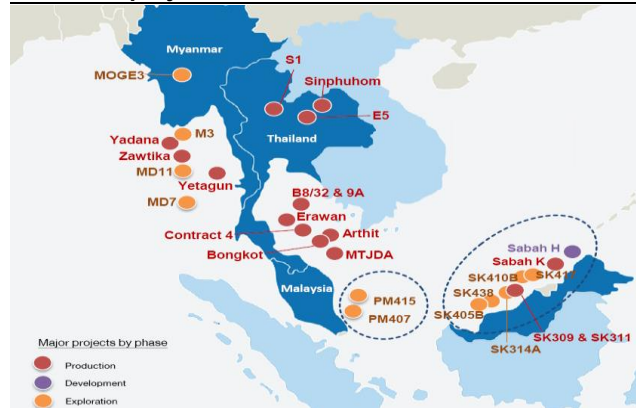 Myanmar
MOGE3
S1
Sinphuhom
E5
Thailand
M3
Yadana
Zawtika
MD11
Yetagun
MD7
B8/32 & 9A
Erawan
Contract 4
Arthit
Bongkot
MTJDA
Malaysia
PM415
PM407
Sabah H
Sabah K
SK410B
SK417
SK438
SK405B
SK314A
SK309 & SK311
Major projects by phase
Production
Development
Exploration